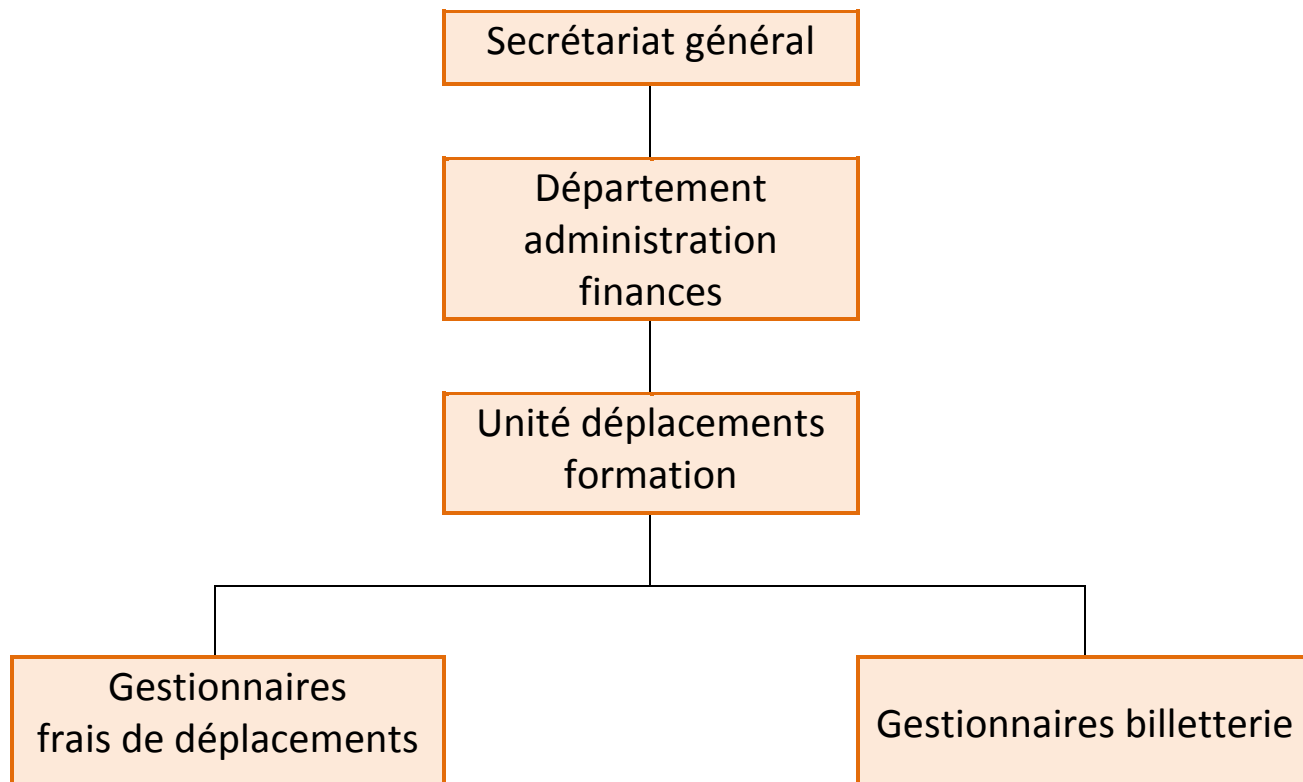 Secrétariat général
Département
administration
finances
Unité déplacements
formation
Gestionnaires
frais de déplacements
Gestionnaires billetterie